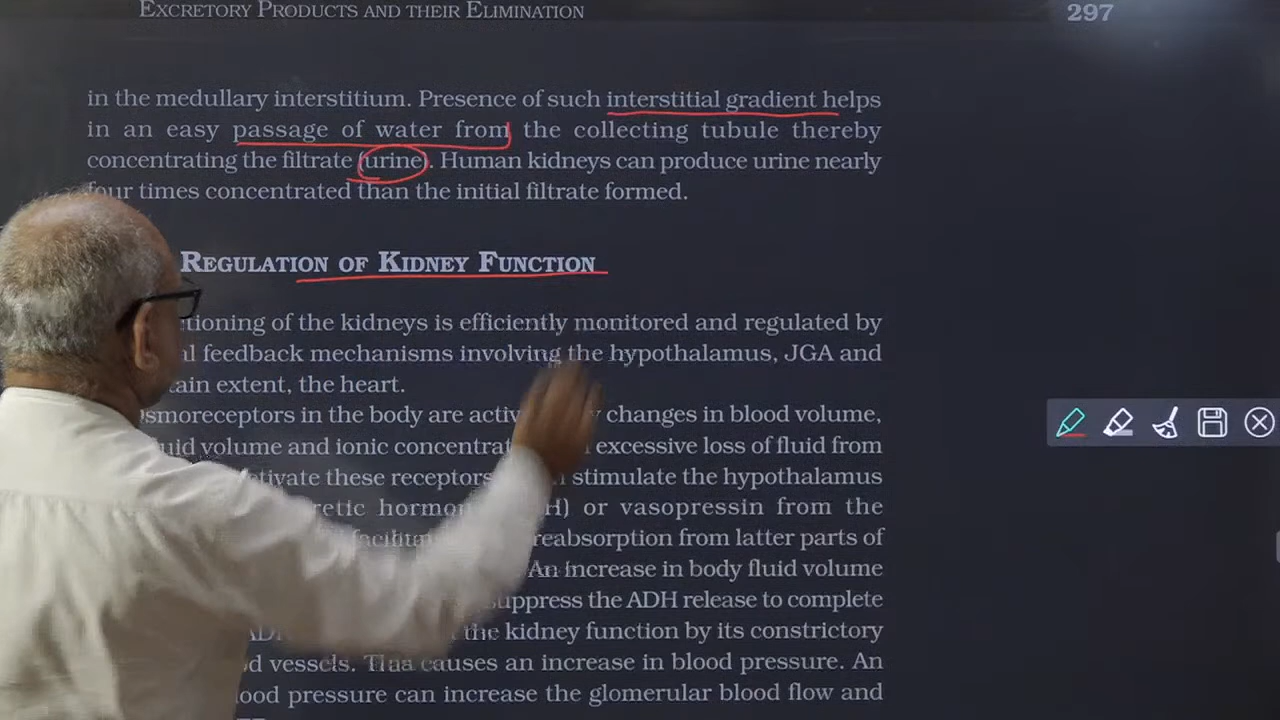 EXCRETORY PRODUCTS AND THEIR ELIMINATION 297
in the medullary interstitium. Presence of such interstitial gradient helps
in an easy passage of water from the collecting tubule thereby
concentrating the filtrate (urine). Human kidneys can produce urine nearly
four times concentrated than the initial filtrate formed.
REGULATION OF KIDNEY FUNCTION
tioning of the kidneys is efficiently monitored and regulated by
l feedback mechanisms involving the hypothalamus, JGA and
tain extent, the heart.
smoreceptors in the body are activ changes in blood volume,
uid volume and ionic concentrat excessive loss of fluid from
tivate these receptors stimulate the hypothalamus
retic hormon H) or vasopressin from the
facilita reabsorption from latter parts of
An increase in body fluid volume
suppress the ADH release to complete
AD the kidney function by its constrictory
d vessels. This causes an increase in blood pressure. An
ood pressure can increase the glomerular blood flow and